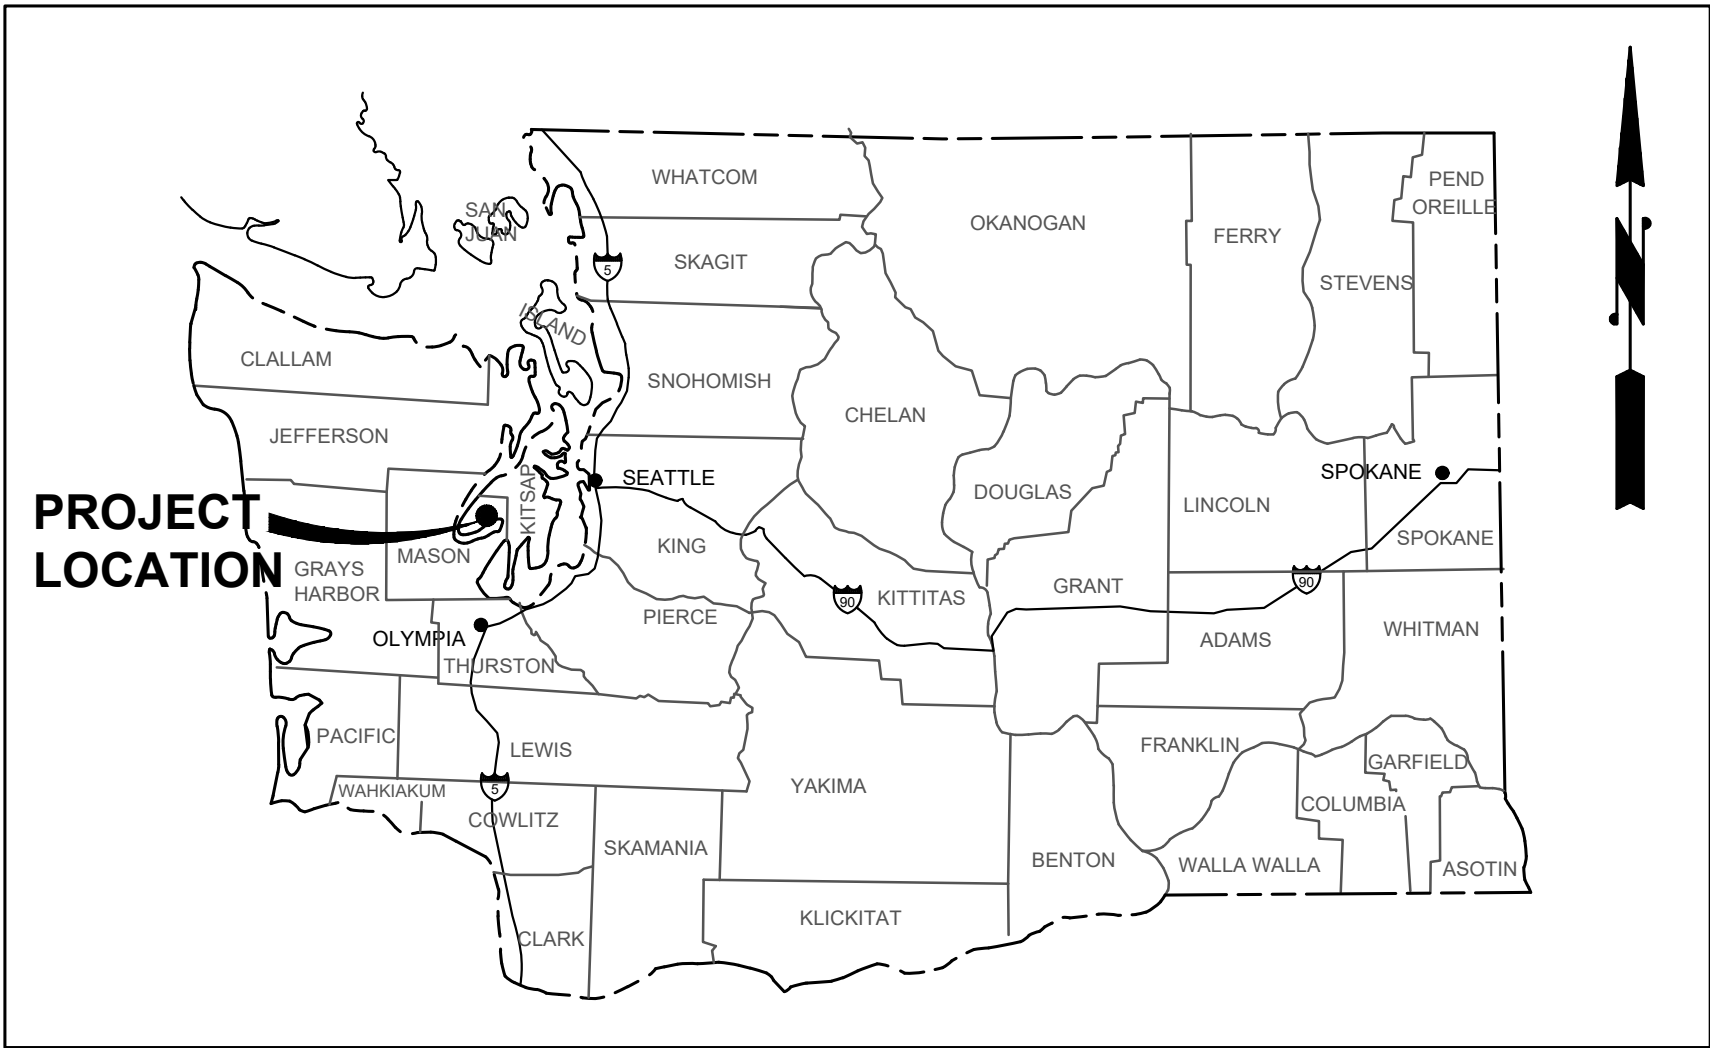 WHATCOM
PEND
OREILLE
SAN
JUAN
OKANOGAN
FERRY
SKAGIT
5
STEVENS
ISLAND
CLALLAM
SNOHOMISH
CHELAN
JEFFERSON
SEATTLE
SPOKANE
KITSAP
DOUGLAS
LINCOLN
PROJECT
LOCATION
MASON
KING
SPOKANE
GRAYS
HARBOR
90
KITTITAS
GRANT
90
PIERCE
OLYMPIA
THURSTON
ADAMS
WHITMAN
PACIFIC
LEWIS
FRANKLIN
GARFIELD
WAHKIAKUM
5
YAKIMA
COLUMBIA
COWLITZ
SKAMANIA
BENTON
WALLA WALLA
ASOTIN
KLICKITAT
CLARK
N